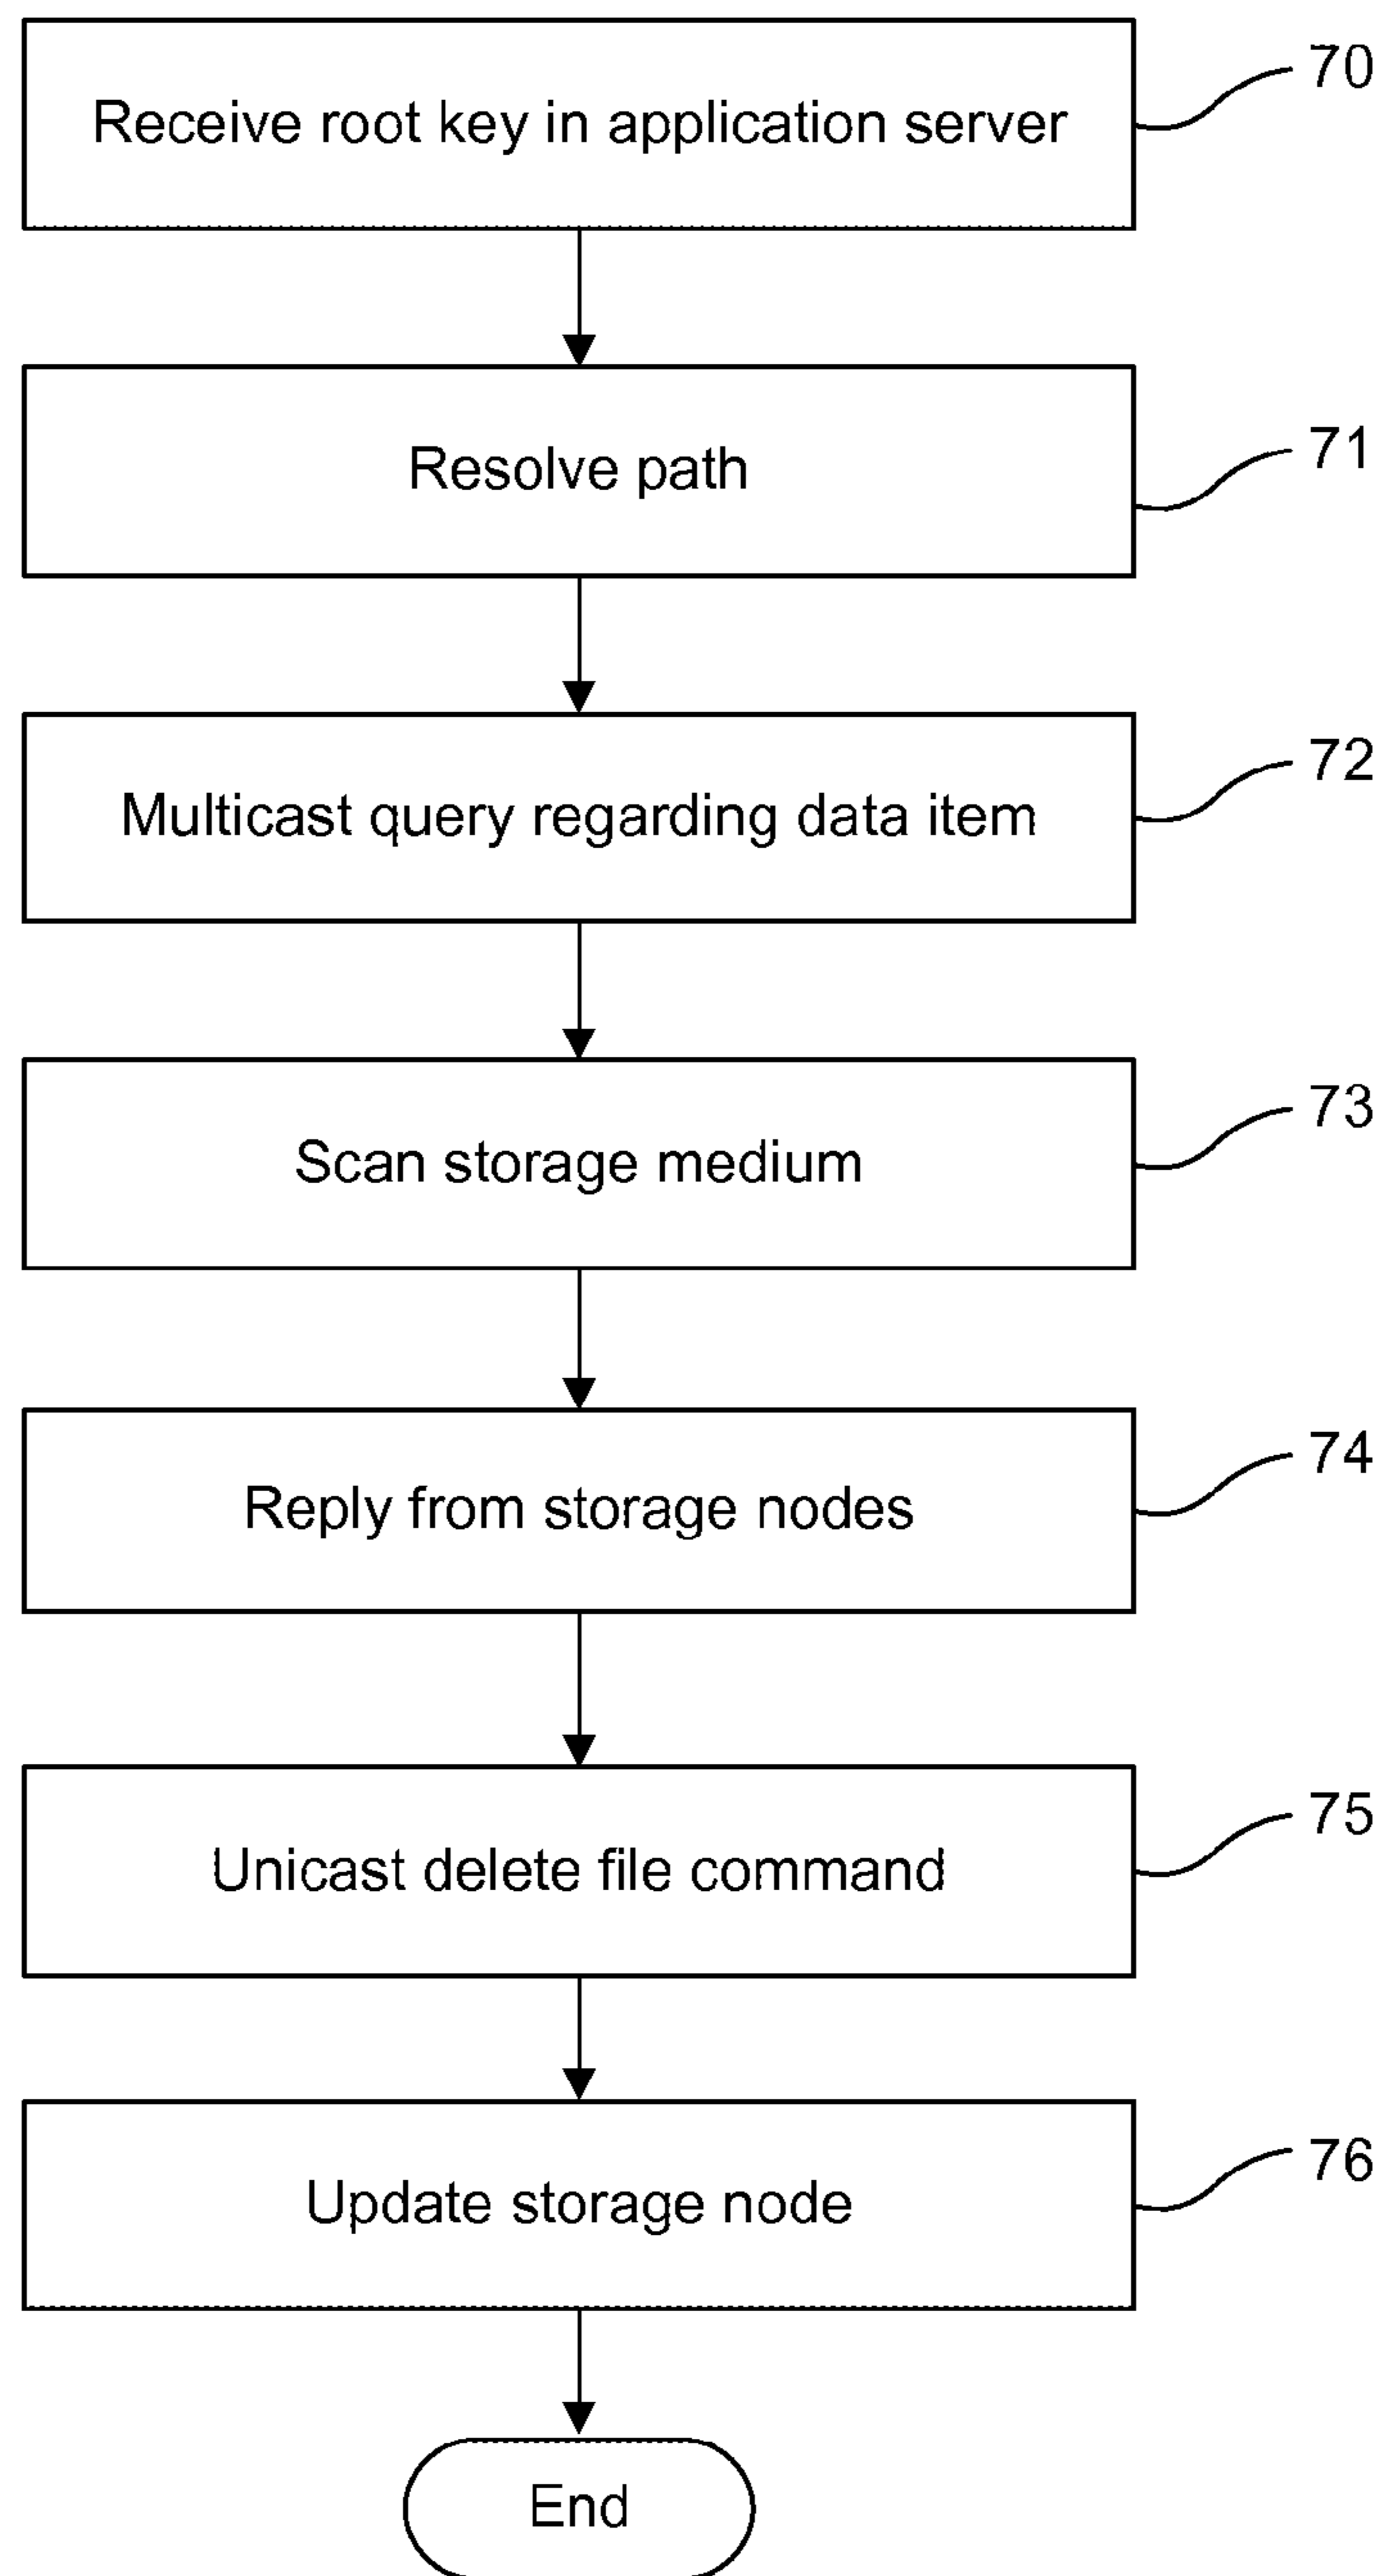 Receive root key in application server
70
Resolve path
71
Multicast query regarding data item
72
Scan storage medium
73
Reply from storage nodes
74
Unicast delete file command
75
Update storage node
76
End